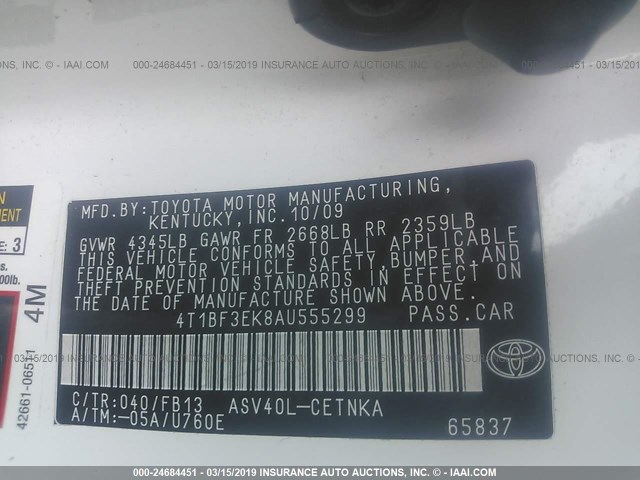 000-24684451 - 03/15/2019 INSURANCE AUTO AUCTIONS, INC. © - IAAI.COM
MFD.BY:TOYOTA MOTOR MANUFACTURING,
KENTUCKY,INC.10/09
GVWR 4345LB GAWR FR 2668LB RR 2359LB
THIS VEHICLE CONFORMS TO ALL APPLICABLE
FEDERAL MOTOR VEHICLE SAFETY,BUMPER,AND
THEFT PREVENTION STANDARDS IN EFFECT ON
THE DATE OF MANUFACTURE SHOWN ABOVE.
4T1BF3EK8AU555299 PASS.CAR
C/TR:040/FB13 ASV40L-CETNKA
A/TM:-05A/U760E
65837
3
4M
000-24684451 - 03/15/2019 INSURANCE AUTO AUCTIONS, INC. © - IAAI.COM